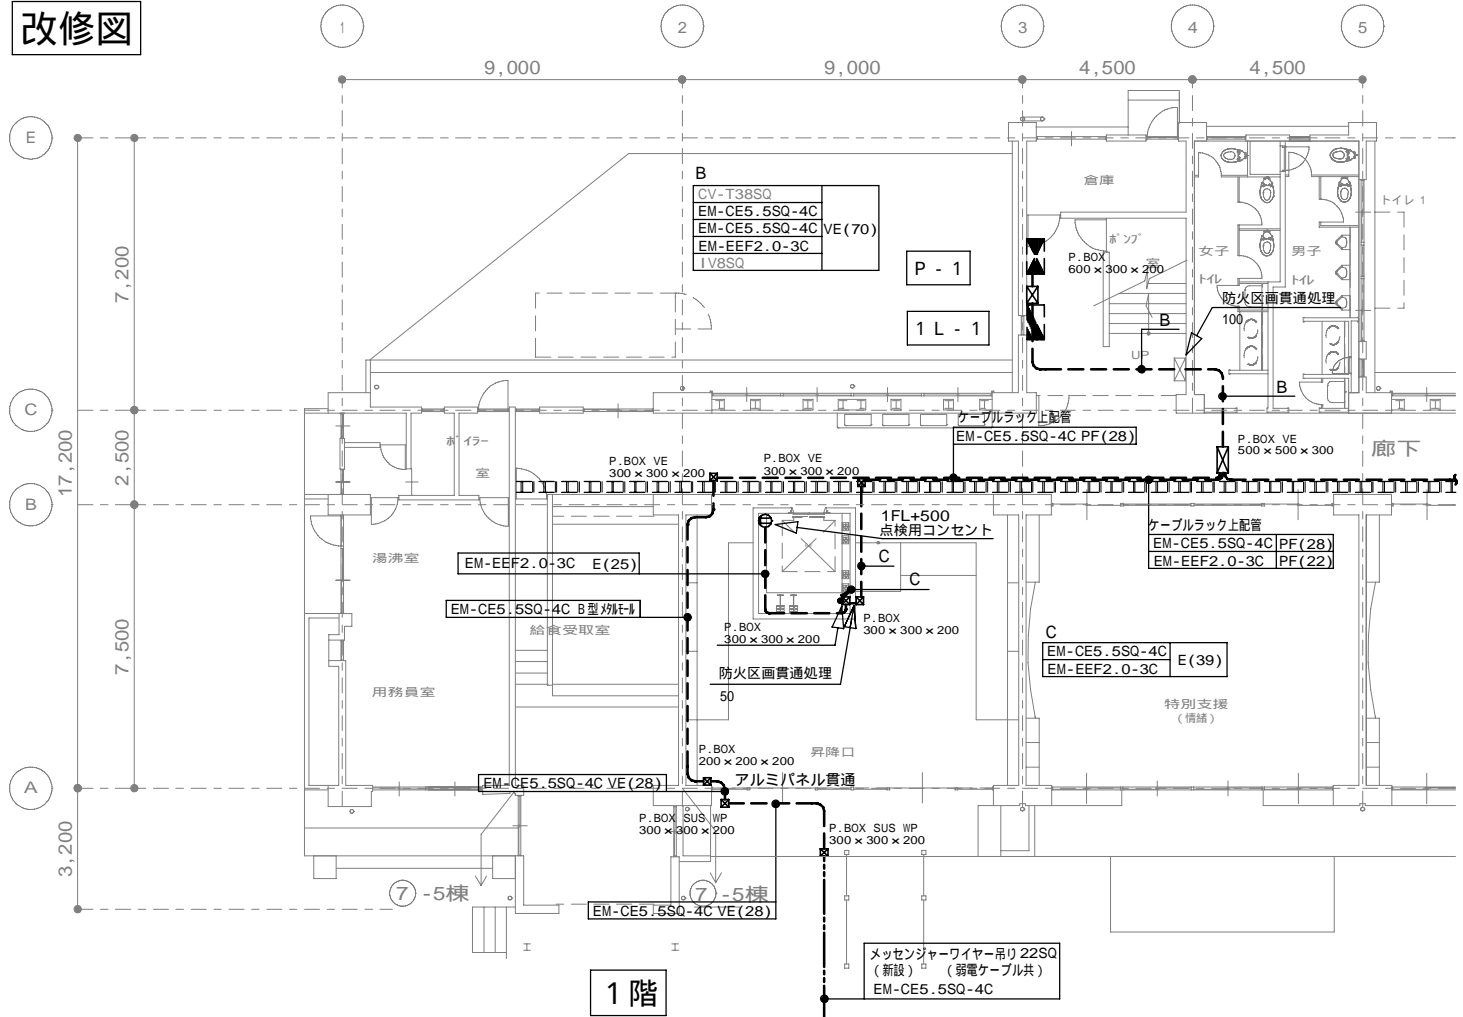 改修図
1
2
3
4
5
9,000
9,000
4,500
4,500
E
C
B
A
7,200
2,500
7,500
17,200
3,200
B
CV-T38SQ
EM-CE5.5SQ-4C
EM-CE5.5SQ-4C
EM-EEF2.0-3C
IV8SQ
VE(70)
P - 1
1 L - 1
倉庫
ポンプ
室
P.BOX
600×300×200
女子
トイレ
男子
トイレ
トイレ 1
防火区画貫通処理
100
B
UP
B
ケーブルラック上配管
EM-CE5.5SQ-4C PF(28)
P.BOX VE
500×500×300
廊下
ボイラー
室
P.BOX VE
300×300×200
P.BOX VE
300×300×200
1FL+500
点検用コンセント
ケーブルラック上配管
EM-CE5.5SQ-4C PF(28)
EM-EEF2.0-3C PF(22)
湯沸室
EM-EEF2.0-3C E(25)
C
C
EM-CE5.5SQ-4C B型メタルモール
給食受取室
P.BOX
300×300×200
P.BOX
300×300×200
C
EM-CE5.5SQ-4C
EM-EEF2.0-3C
E(39)
防火区画貫通処理
50
用務員室
特別支援
(情緒)
P.BOX
200×200×200
昇降口
EM-CE5.5SQ-4C VE(28)
アルミパネル貫通
P.BOX SUS WP
300×300×200
P.BOX SUS WP
300×300×200
7 -5棟
7 -5棟
EM-CE5.5SQ-4C VE(28)
メッセンジャーワイヤー吊り 22SQ
(新設) (弱電ケーブル共)
EM-CE5.5SQ-4C
1階